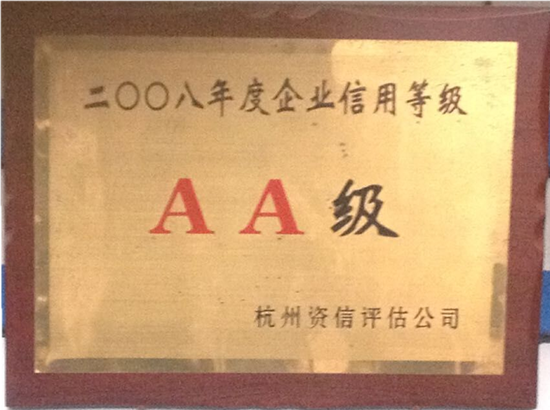 二〇〇八年度企业信用等级
AA级
杭州资信评估公司